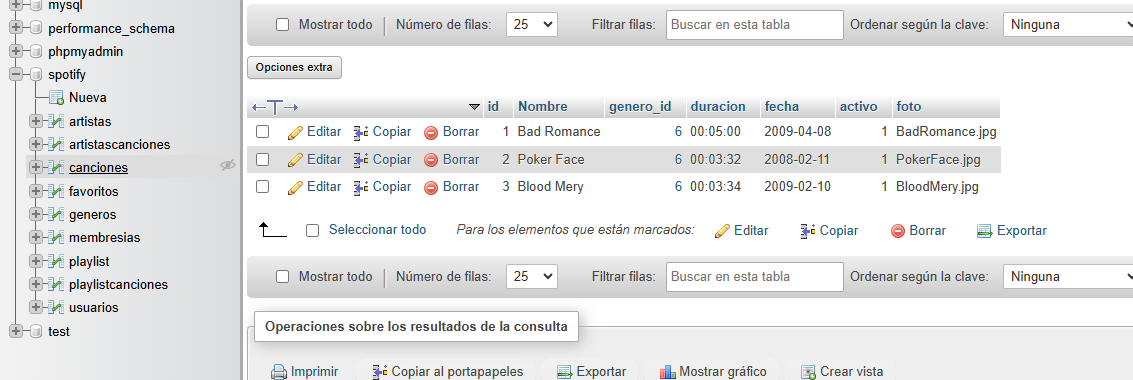 mysql
performance_schema
phpmyadmin
spotify
Nueva
artistas
artistascanciones
canciones
favoritos
generos
membresias
playlist
playlistcanciones
usuarios
test
Mostrar todo Número de filas: 25 Filtrar filas: Buscar en esta tabla Ordenar según la clave: Ninguna
Opciones extra
←T→ id Nombre genero_id duracion fecha activo foto
Editar Copiar Borrar 1 Bad Romance 6 00:05:00 2009-04-08 1 BadRomance.jpg
Editar Copiar Borrar 2 Poker Face 6 00:03:32 2008-02-11 1 PokerFace.jpg
Editar Copiar Borrar 3 Blood Mery 6 00:03:34 2009-02-10 1 BloodMery.jpg
Seleccionar todo Para los elementos que están marcados: Editar Copiar Borrar Exportar
Mostrar todo Número de filas: 25 Filtrar filas: Buscar en esta tabla Ordenar según la clave: Ninguna
Operaciones sobre los resultados de la consulta
Imprimir Copiar al portapapeles Exportar Mostrar gráfico Crear vista